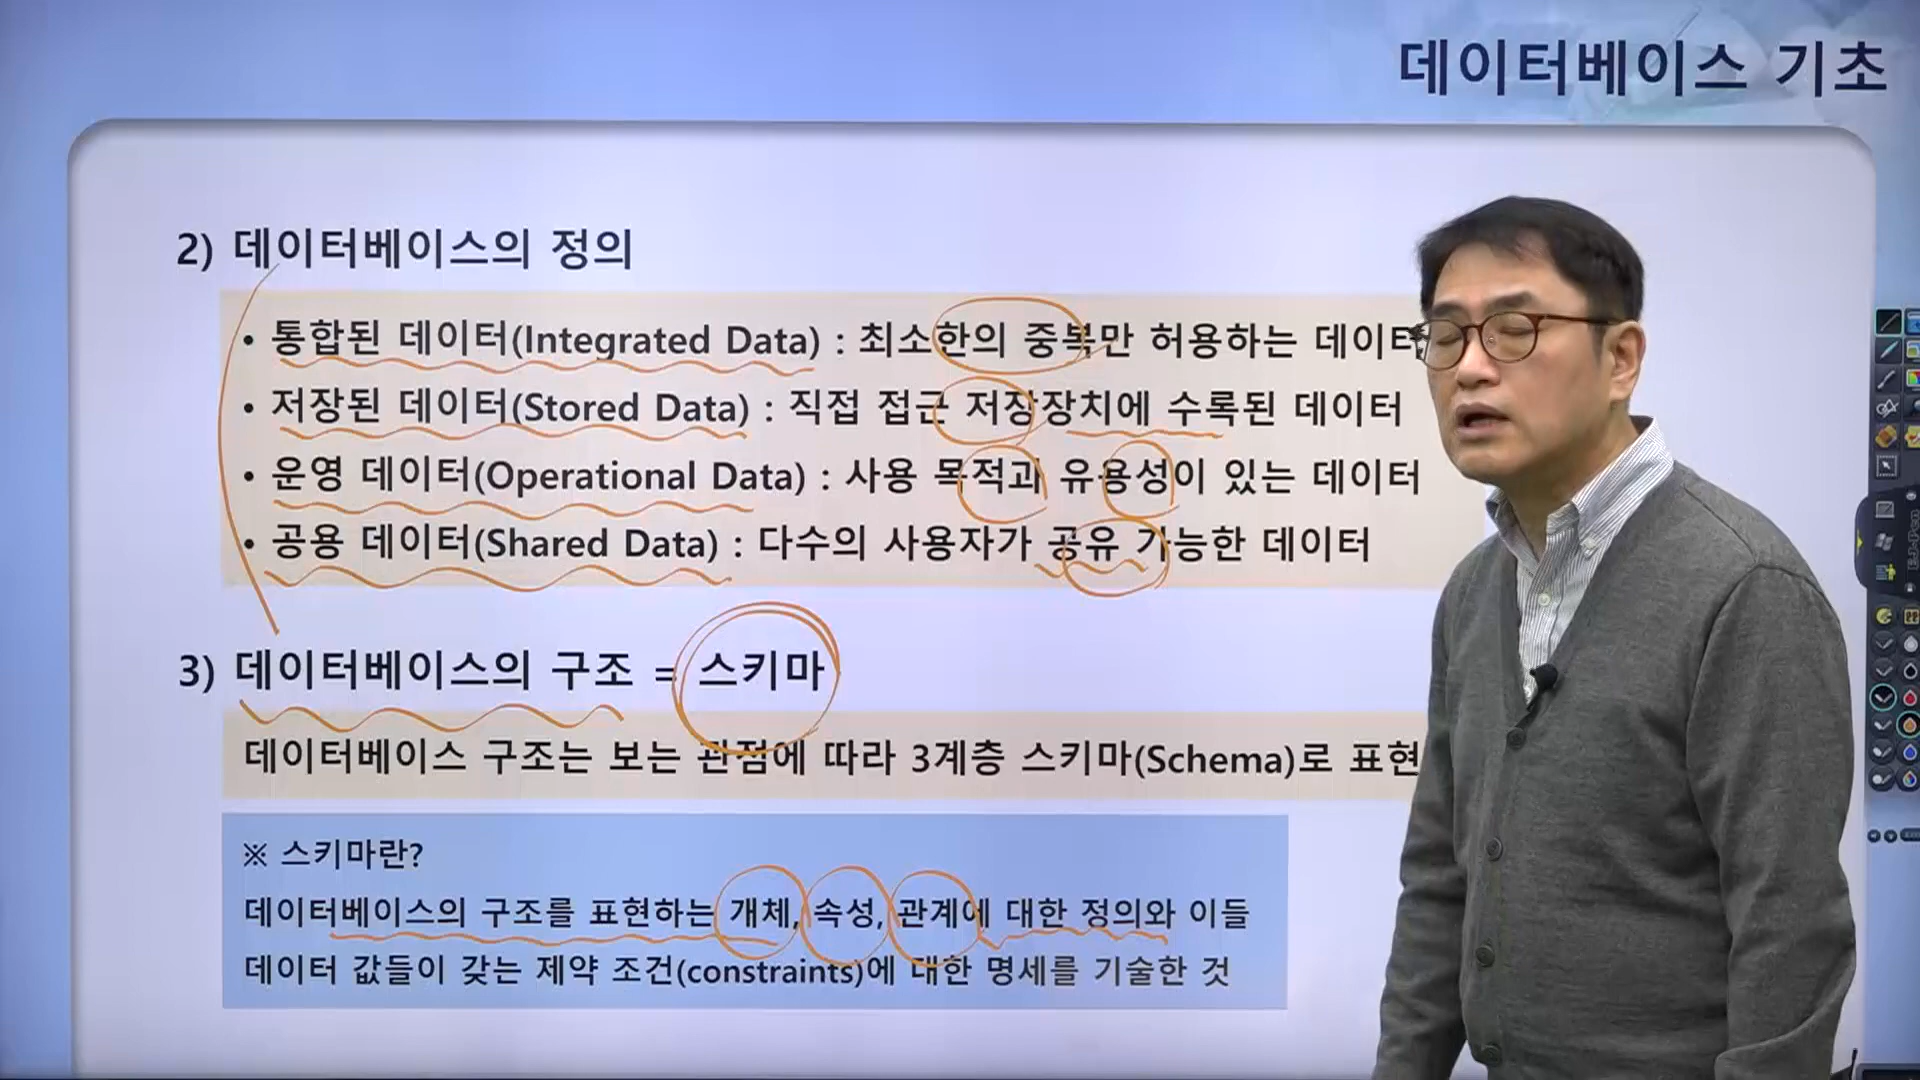 데이터베이스 기초
2) 데이터베이스의 정의
• 통합된 데이터(Integrated Data) : 최소한의 중복만 허용하는 데이터
• 저장된 데이터(Stored Data) : 직접 접근 저장장치에 수록된 데이터
• 운영 데이터(Operational Data) : 사용 목적과 유용성이 있는 데이터
• 공용 데이터(Shared Data) : 다수의 사용자가 공유 가능한 데이터
3) 데이터베이스의 구조 = 스키마
데이터베이스 구조는 보는 관점에 따라 3계층 스키마(Schema)로 표현
※ 스키마란?
데이터베이스의 구조를 표현하는 개체, 속성, 관계에 대한 정의와 이들
데이터 값들이 갖는 제약 조건(constraints)에 대한 명세를 기술한 것